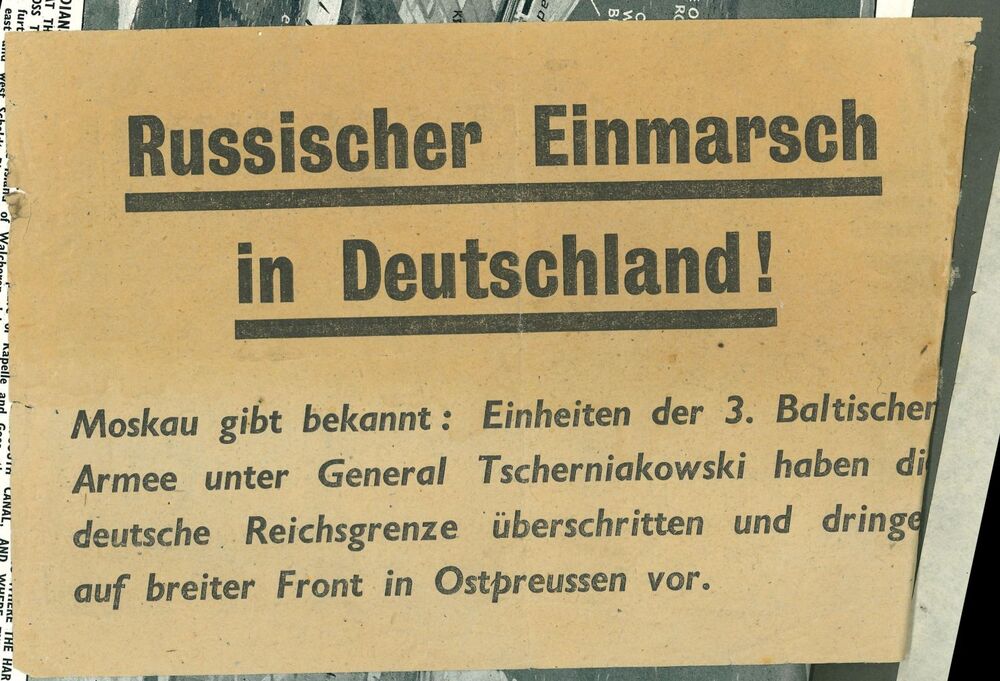 Russischer Einmarsch
in Deutschland!
Moskau gibt bekannt: Einheiten der 3. Baltischen
Armee unter General Tscherniakowski haben die
deutsche Reichsgrenze überschritten und dringe
auf breiter Front in Ostpreussen vor.